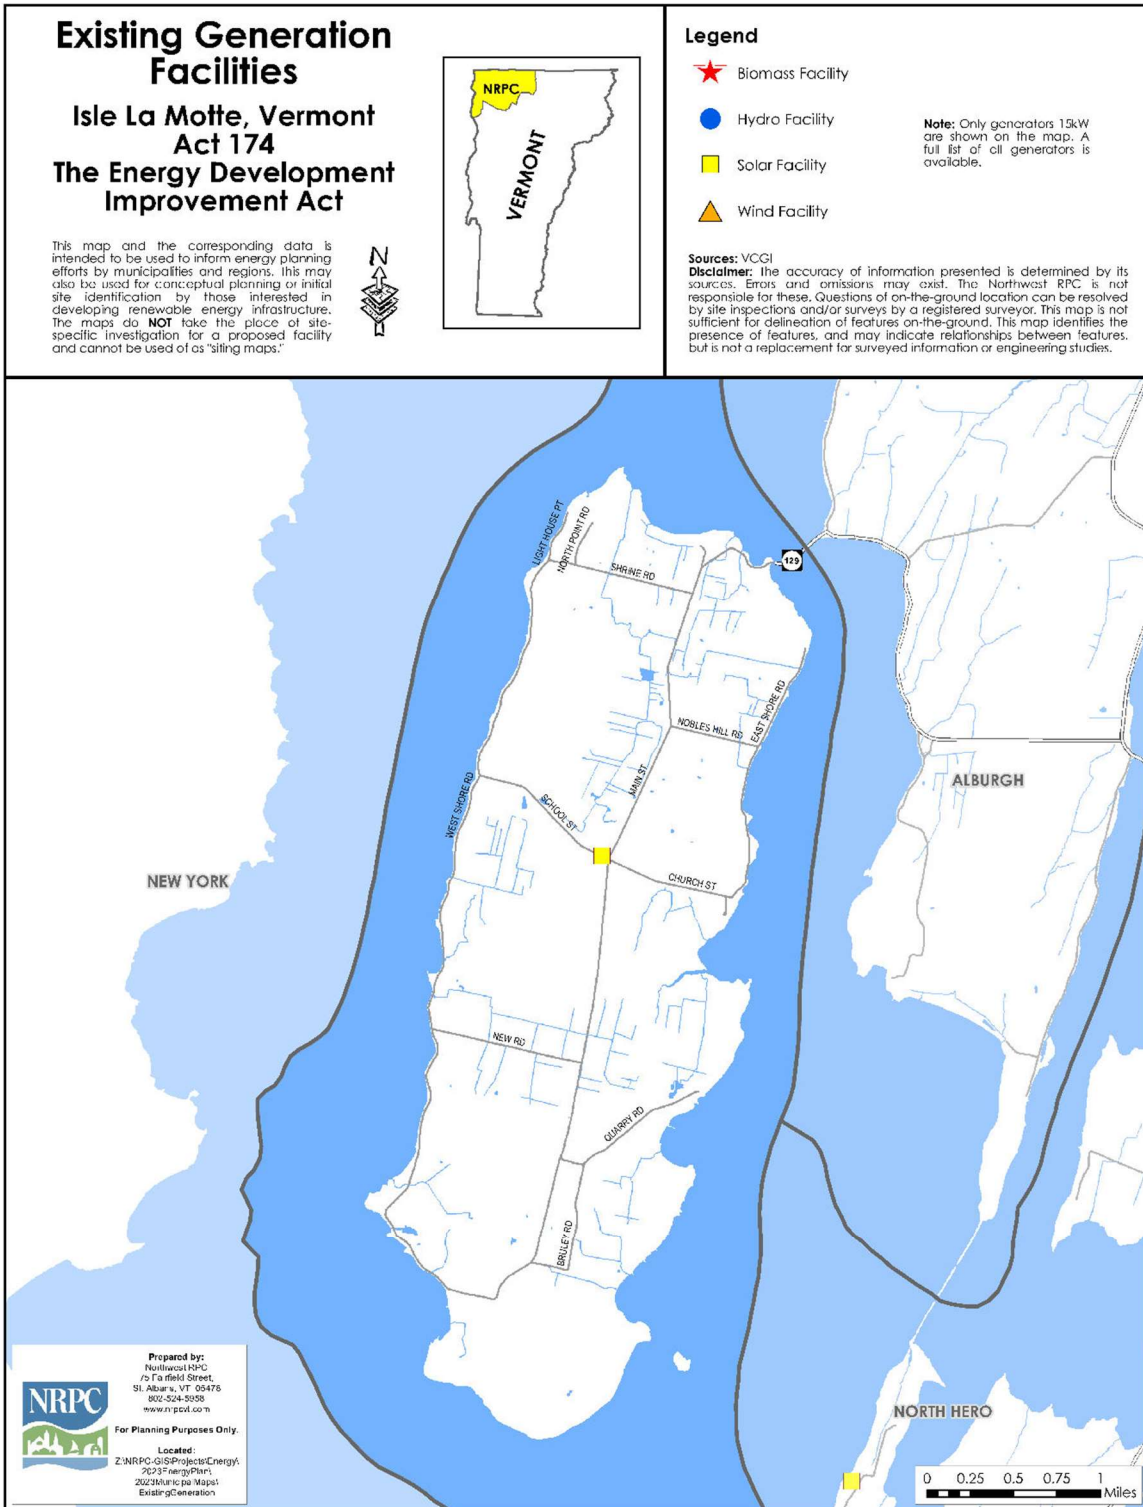 Existing Generation
Facilities
Isle La Motte, Vermont
Act 174
The Energy Development
Improvement Act
This map and the corresponding data is
intended to be used to inform energy planning
efforts by municipalities and regions. This may
also be used for conceptual planning or initial
site identification by those interested in
developing renewable energy infrastructure.
The maps do NOT take the place of site-
specific investigation for a proposed facility
and cannot be used of as "siting maps."
N
NRPC
VERMONT
Legend
Biomass Facility
Hydro Facility
Solar Facility
Wind Facility
Note: Only generators 15kW
are shown on the map. A
full list of all generators is
available.
Sources: VCGI
Disclaimer: The accuracy of information presented is determined by its
sources. Errors and omissions may exist. The Northwest RPC is not
responsible for these. Questions of on-the-ground location can be resolved
by site inspections and/or surveys by a registered surveyor. This map is not
sufficient for delineation of features on-the-ground. This map identifies the
presence of features, and may indicate relationships between features,
but is not a replacement for surveyed information or engineering studies.
LIGHT HOUSE PT
NORTH POINT RD
SHRINE RD
129
EAST SHORE RD
NOBLES HILL RD
MAIN ST
WEST SHORE RD
SCHOOL ST
ALBURGH
NEW YORK
CHURCH ST
NEW RD
QUARRY RD
BRULEY RD
NORTH HERO
NRPC
Prepared by:
Northwest RPC
75 Fairfield Street,
St. Albans, VT 05478
802-524-5958
www.nrpcvt.com
For Planning Purposes Only.
Located:
Z:\NRPC-GIS\Projects\Energy\
2023EnergyPlan\
2023MunicipalMaps\
ExistingGeneration
0 0.25 0.5 0.75 1
Miles